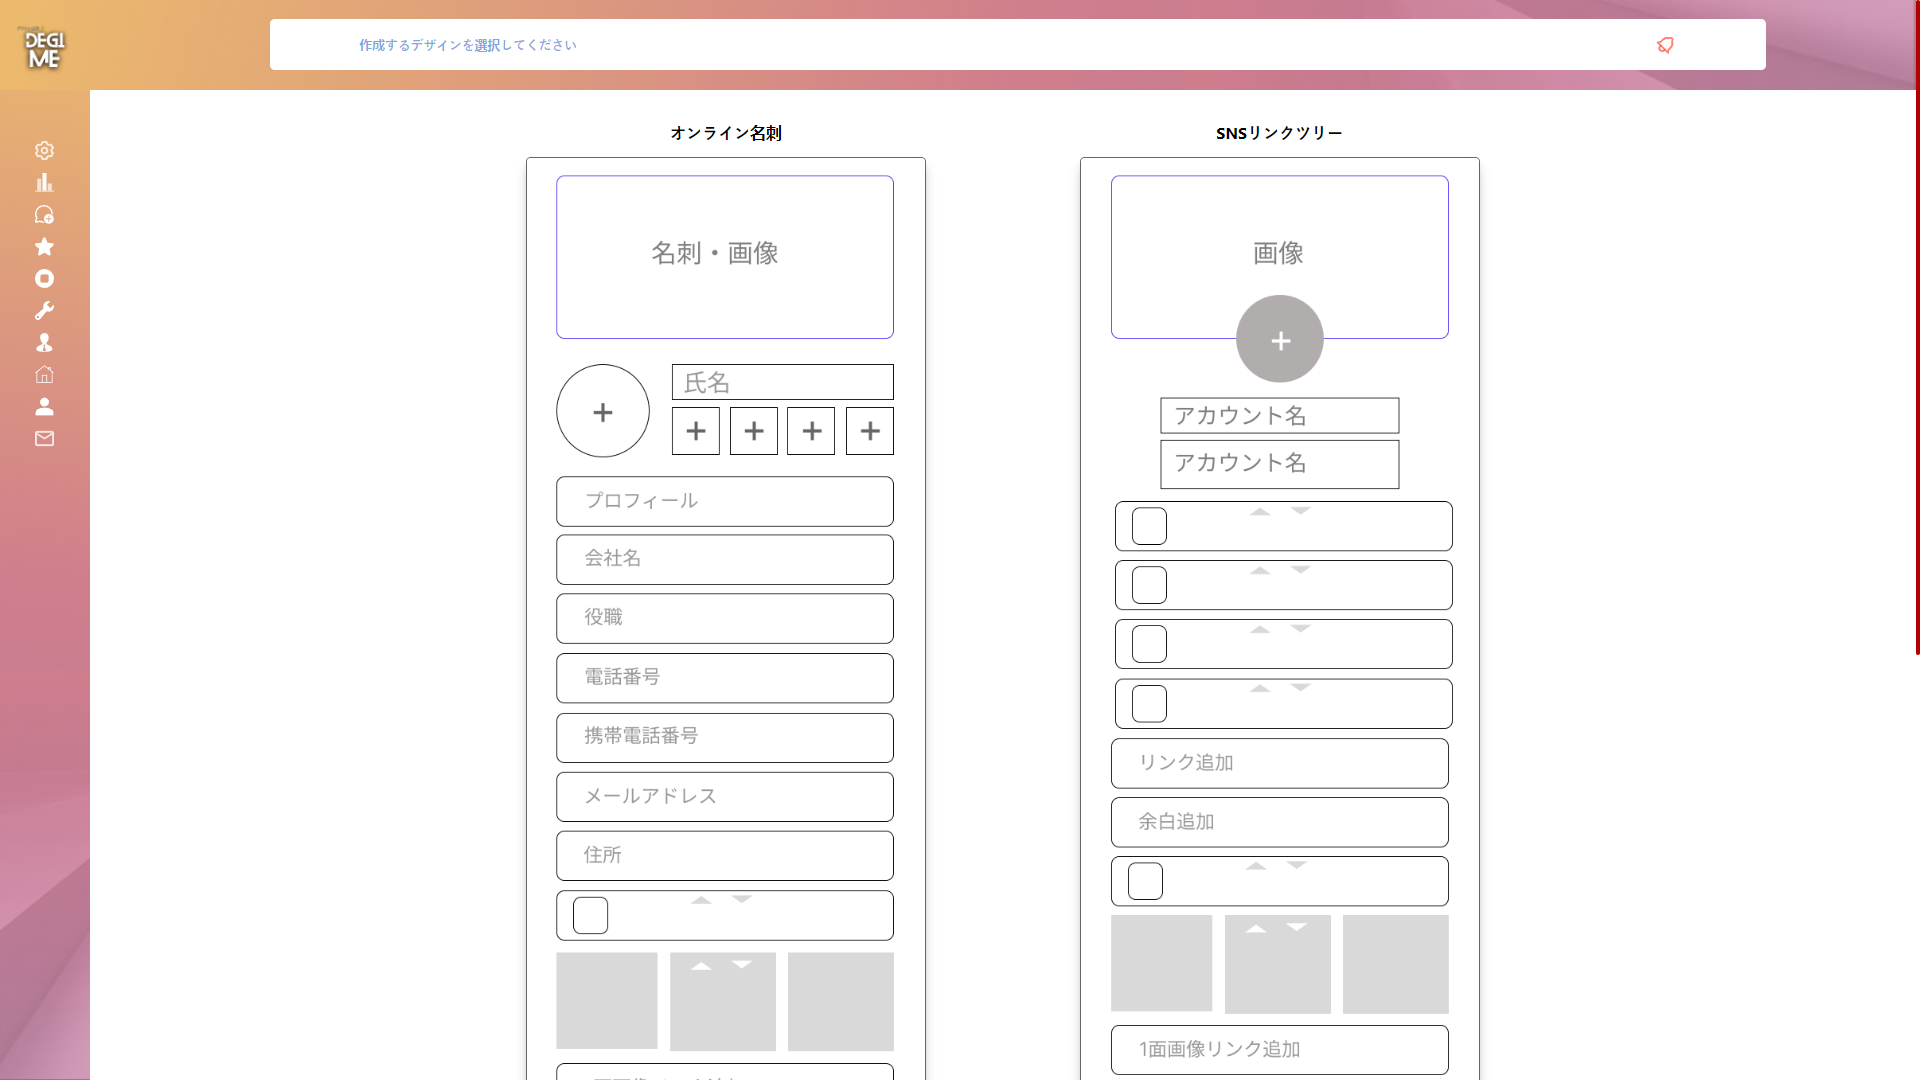 DEGI
ME
作成するデザインを選択してください
オンライン名刺
名刺・画像
氏名
プロフィール
会社名
役職
電話番号
携帯電話番号
メールアドレス
住所
SNSリンクツリー
画像
アカウント名
アカウント名
リンク追加
余白追加
1面画像リンク追加